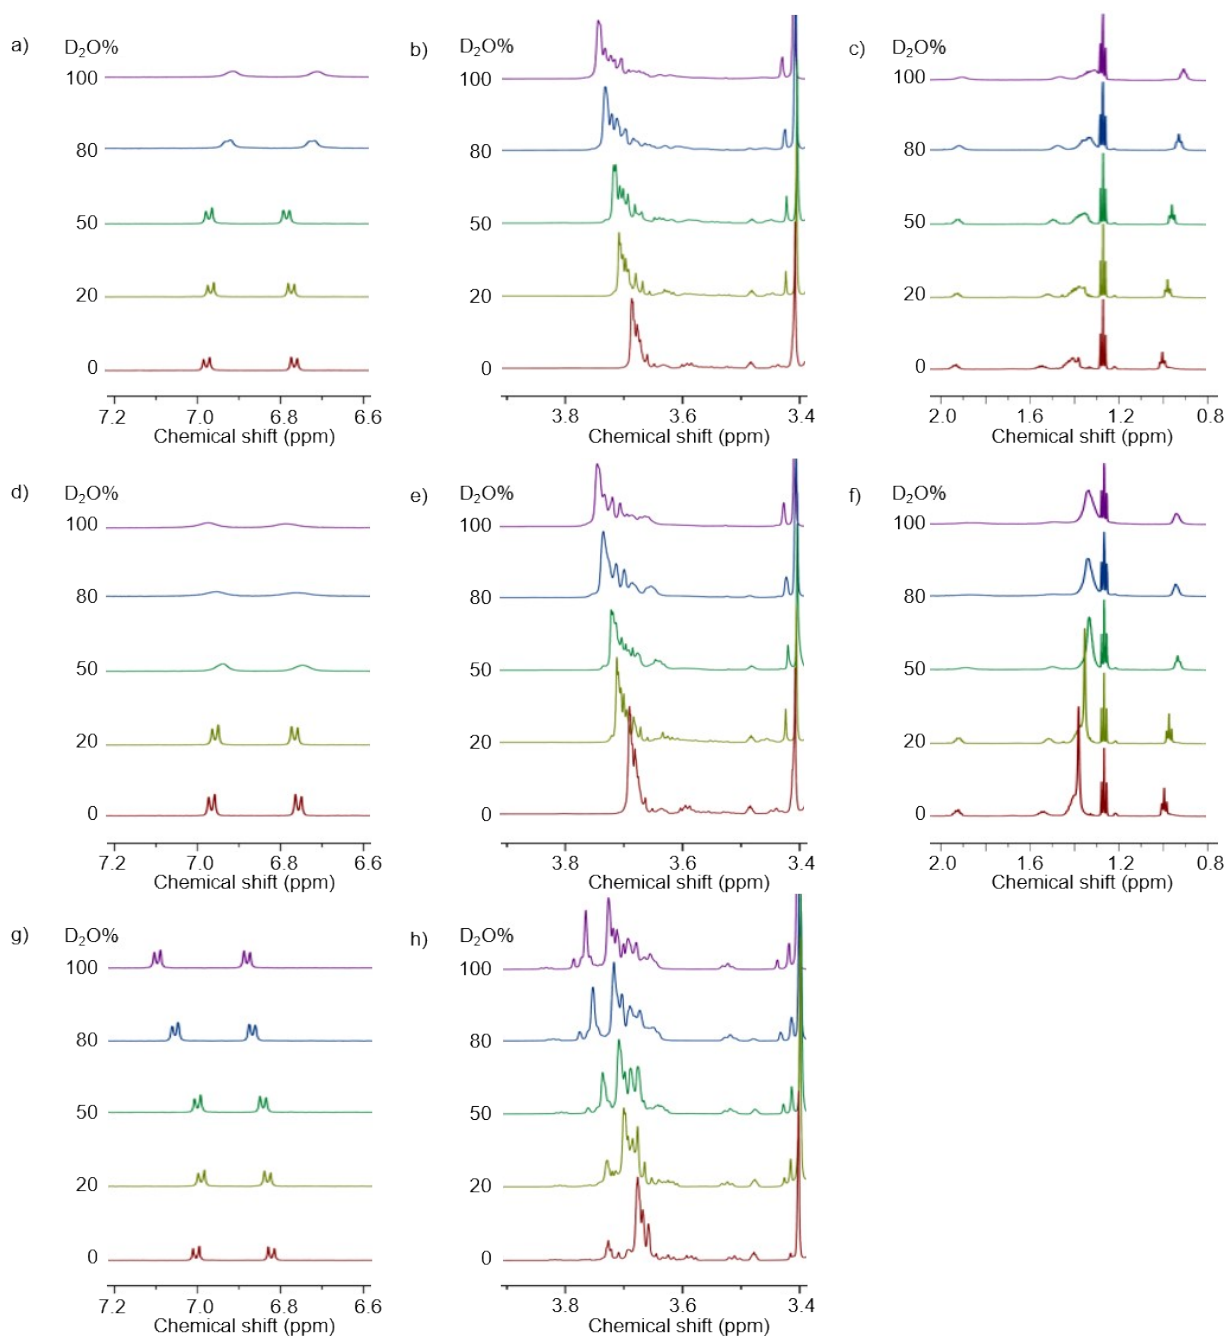 a) D2O% b) D2O% c) D2O%
100 100 100
80 80 80
50 50 50
20 20 20
0 0 0
7.2 7.0 6.8 6.6 3.8 3.6 3.4 2.0 1.6 1.2 0.8
Chemical shift (ppm) Chemical shift (ppm) Chemical shift (ppm)
d) D2O% e) D2O% f) D2O%
100 100 100
80 80 80
50 50 50
20 20 20
0 0 0
7.2 7.0 6.8 6.6 3.8 3.6 3.4 2.0 1.6 1.2 0.8
Chemical shift (ppm) Chemical shift (ppm) Chemical shift (ppm)
g) D2O% h) D2O%
100 100
80 80
50 50
20 20
0 0
7.2 7.0 6.8 6.6 3.8 3.6 3.4
Chemical shift (ppm) Chemical shift (ppm)